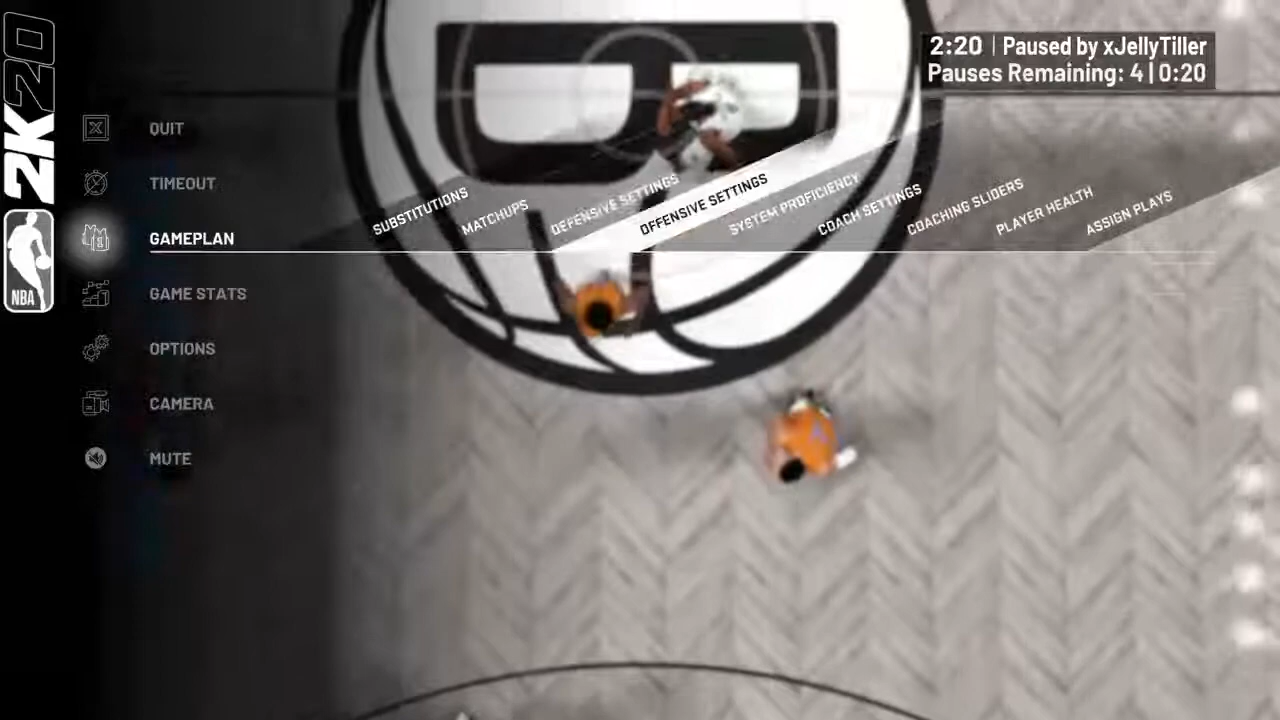 NBA 2K20
2:20 | Paused by xJellyTiller
Pauses Remaining: 4 | 0:20
QUIT
TIMEOUT
GAMEPLAN
SUBSTITUTIONS
MATCHUPS
DEFENSIVE SETTINGS
OFFENSIVE SETTINGS
SYSTEM PROFICIENCY
COACH SETTINGS
COACHING SLIDERS
PLAYER HEALTH
ASSIGN PLAYS
GAME STATS
OPTIONS
CAMERA
MUTE
B